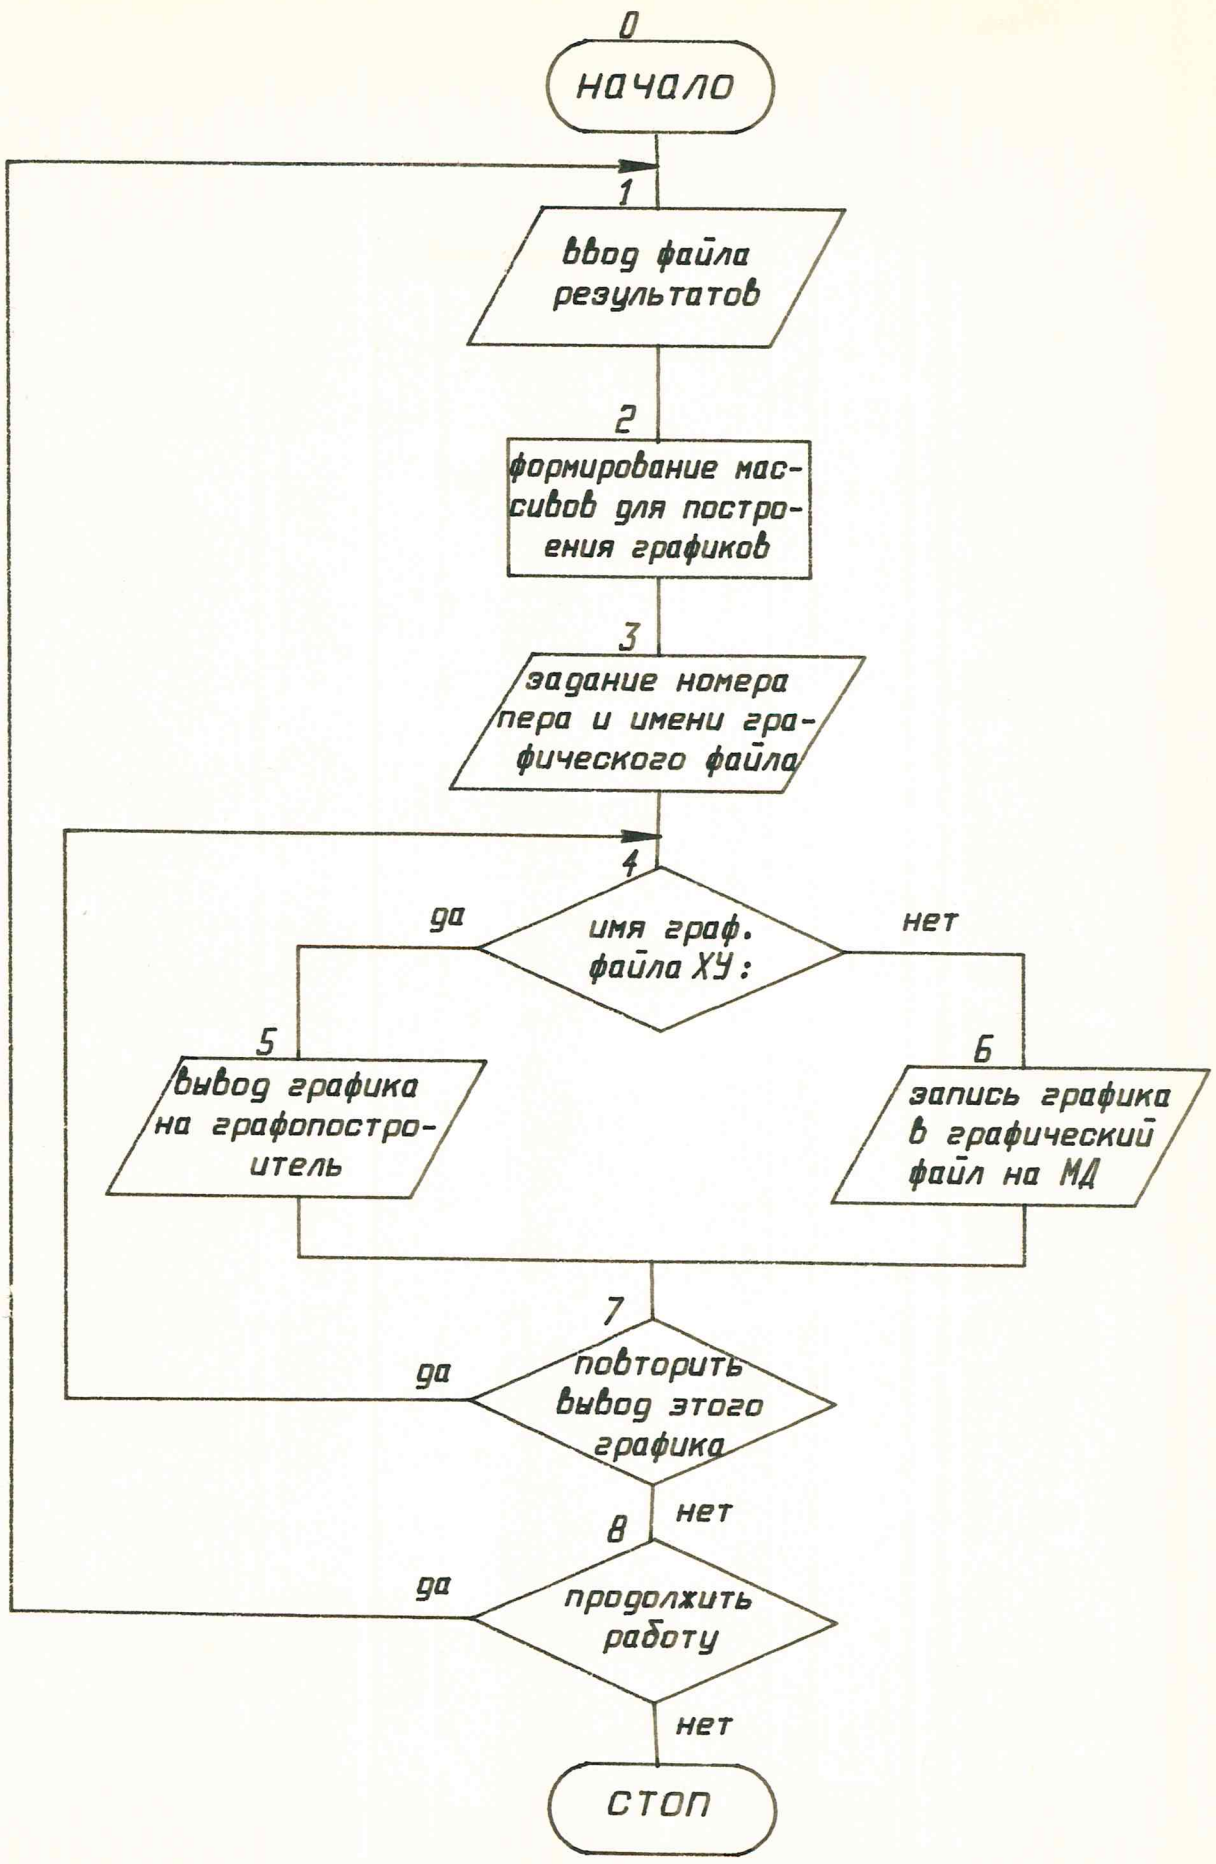 0
начало
1
ввод файла
результатов
2
формирование мас-
сивов для постро-
ения графиков
3
задание номера
пера и имени гра-
фического файла
4
да
нет
имя граф.
файла ХУ:
5
вывод графика
на графопостро-
итель
6
запись графика
в графический
файл на МД
7
да
повторить
вывод этого
графика
нет
8
да
продолжить
работу
нет
стоп